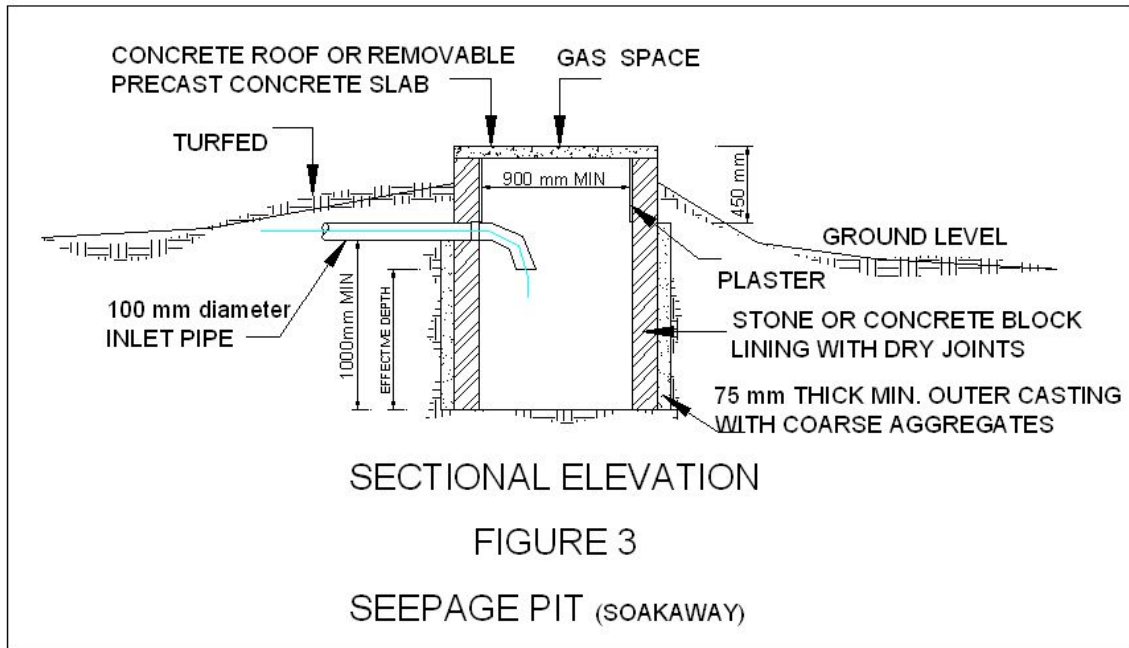 CONCRETE ROOF OR REMOVABLE
PRECAST CONCRETE SLAB
GAS SPACE
TURFED
900 mm MIN
450 mm
GROUND LEVEL
PLASTER
100 mm diameter
INLET PIPE
1000mm MIN
EFFECTIVE DEPTH
STONE OR CONCRETE BLOCK
LINING WITH DRY JOINTS
75 mm THICK MIN. OUTER CASTING
WITH COARSE AGGREGATES
SECTIONAL ELEVATION
FIGURE 3
SEEPAGE PIT (SOAKAWAY)